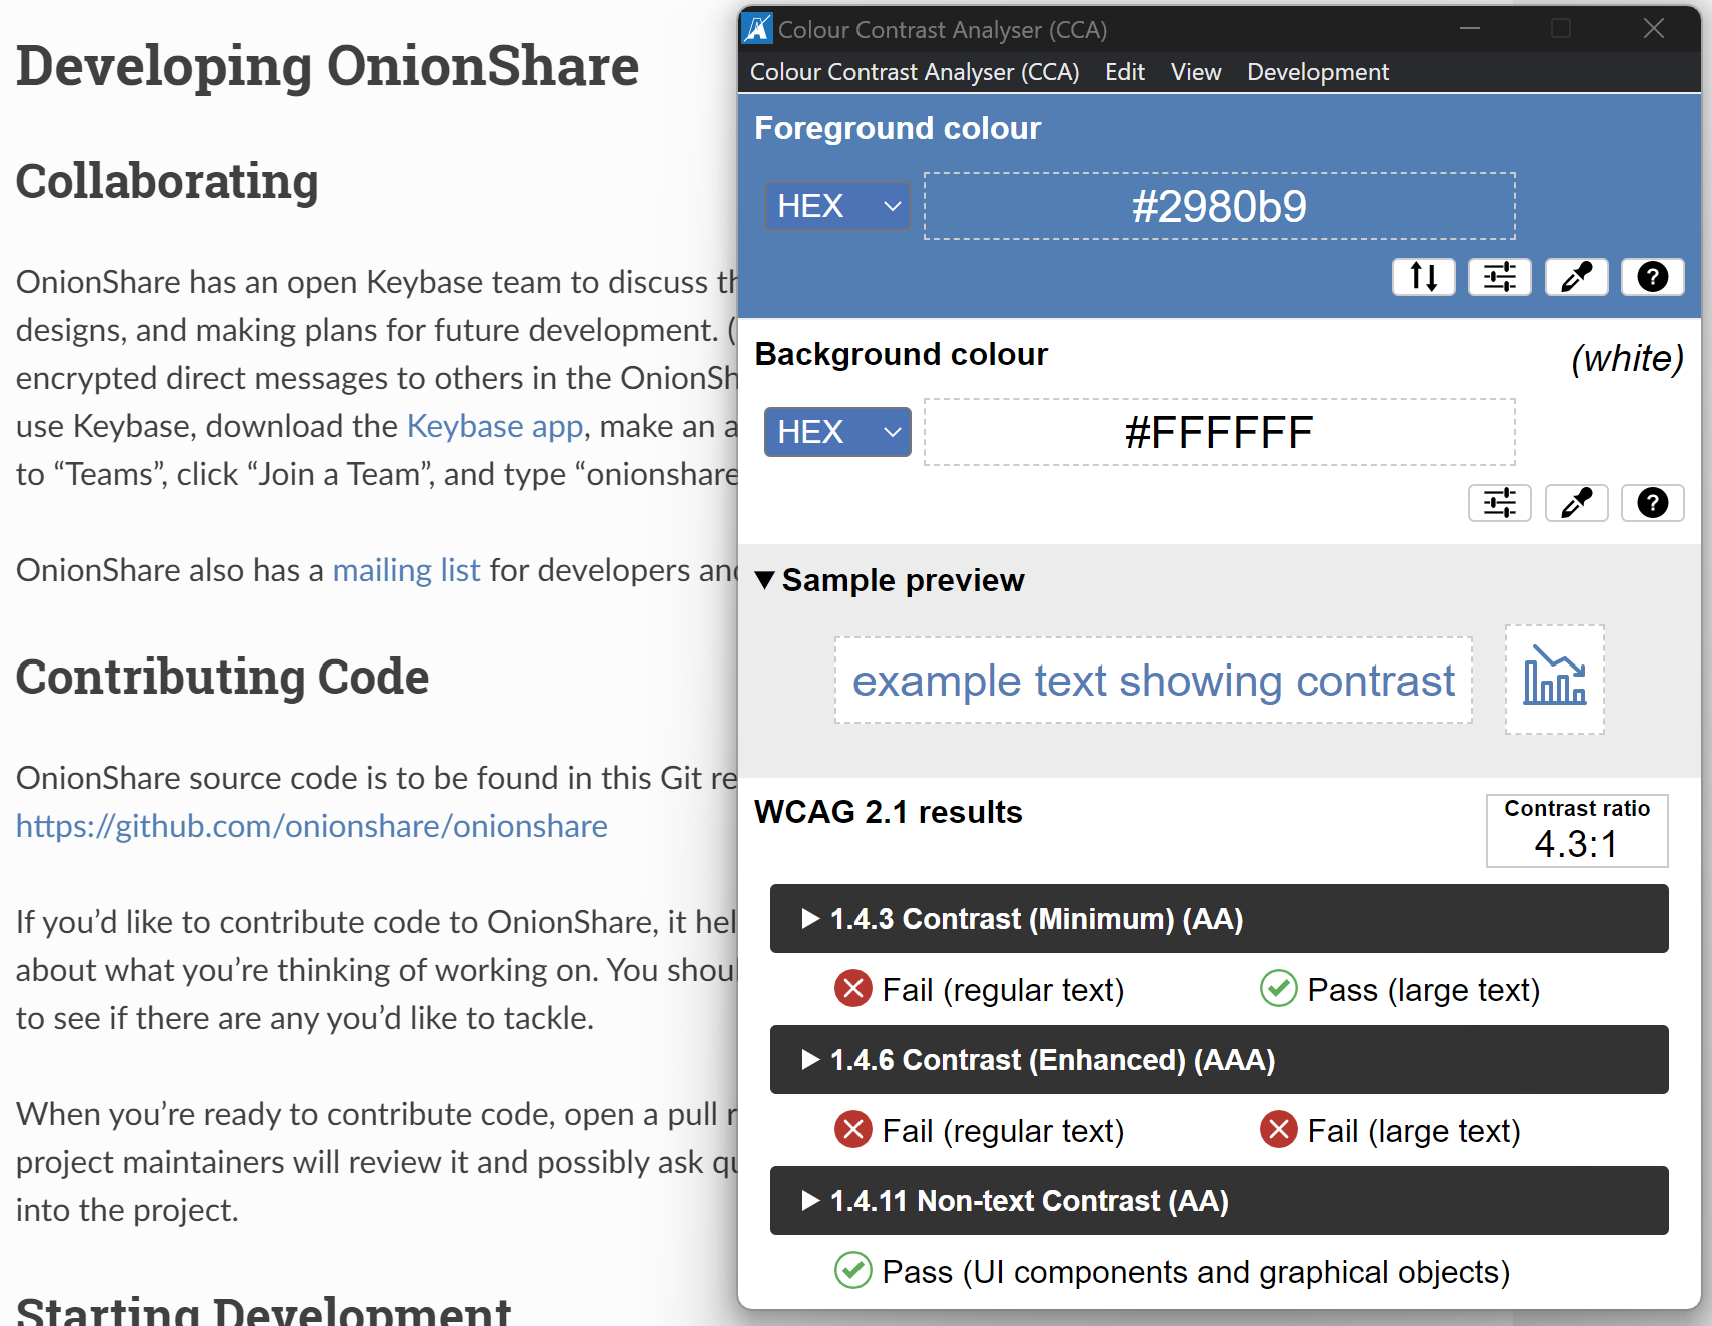 Developing OnionShare
Collaborating
OnionShare has an open Keybase team to discuss th
designs, and making plans for future development. (
encrypted direct messages to others in the OnionSh
use Keybase, download the Keybase app, make an a
to “Teams”, click “Join a Team”, and type “onionshare
OnionShare also has a mailing list for developers and
Contributing Code
OnionShare source code is to be found in this Git re
https://github.com/onionshare/onionshare
If you’d like to contribute code to OnionShare, it hel
about what you’re thinking of working on. You shou
to see if there are any you’d like to tackle.
When you’re ready to contribute code, open a pull r
project maintainers will review it and possibly ask qu
into the project.
Starting Development
Colour Contrast Analyser (CCA)
Colour Contrast Analyser (CCA) Edit View Development
Foreground colour
HEX #2980b9
Background colour (white)
HEX #FFFFFF
Sample preview
example text showing contrast
WCAG 2.1 results
Contrast ratio
4.3:1
1.4.3 Contrast (Minimum) (AA)
Fail (regular text) Pass (large text)
1.4.6 Contrast (Enhanced) (AAA)
Fail (regular text) Fail (large text)
1.4.11 Non-text Contrast (AA)
Pass (UI components and graphical objects)